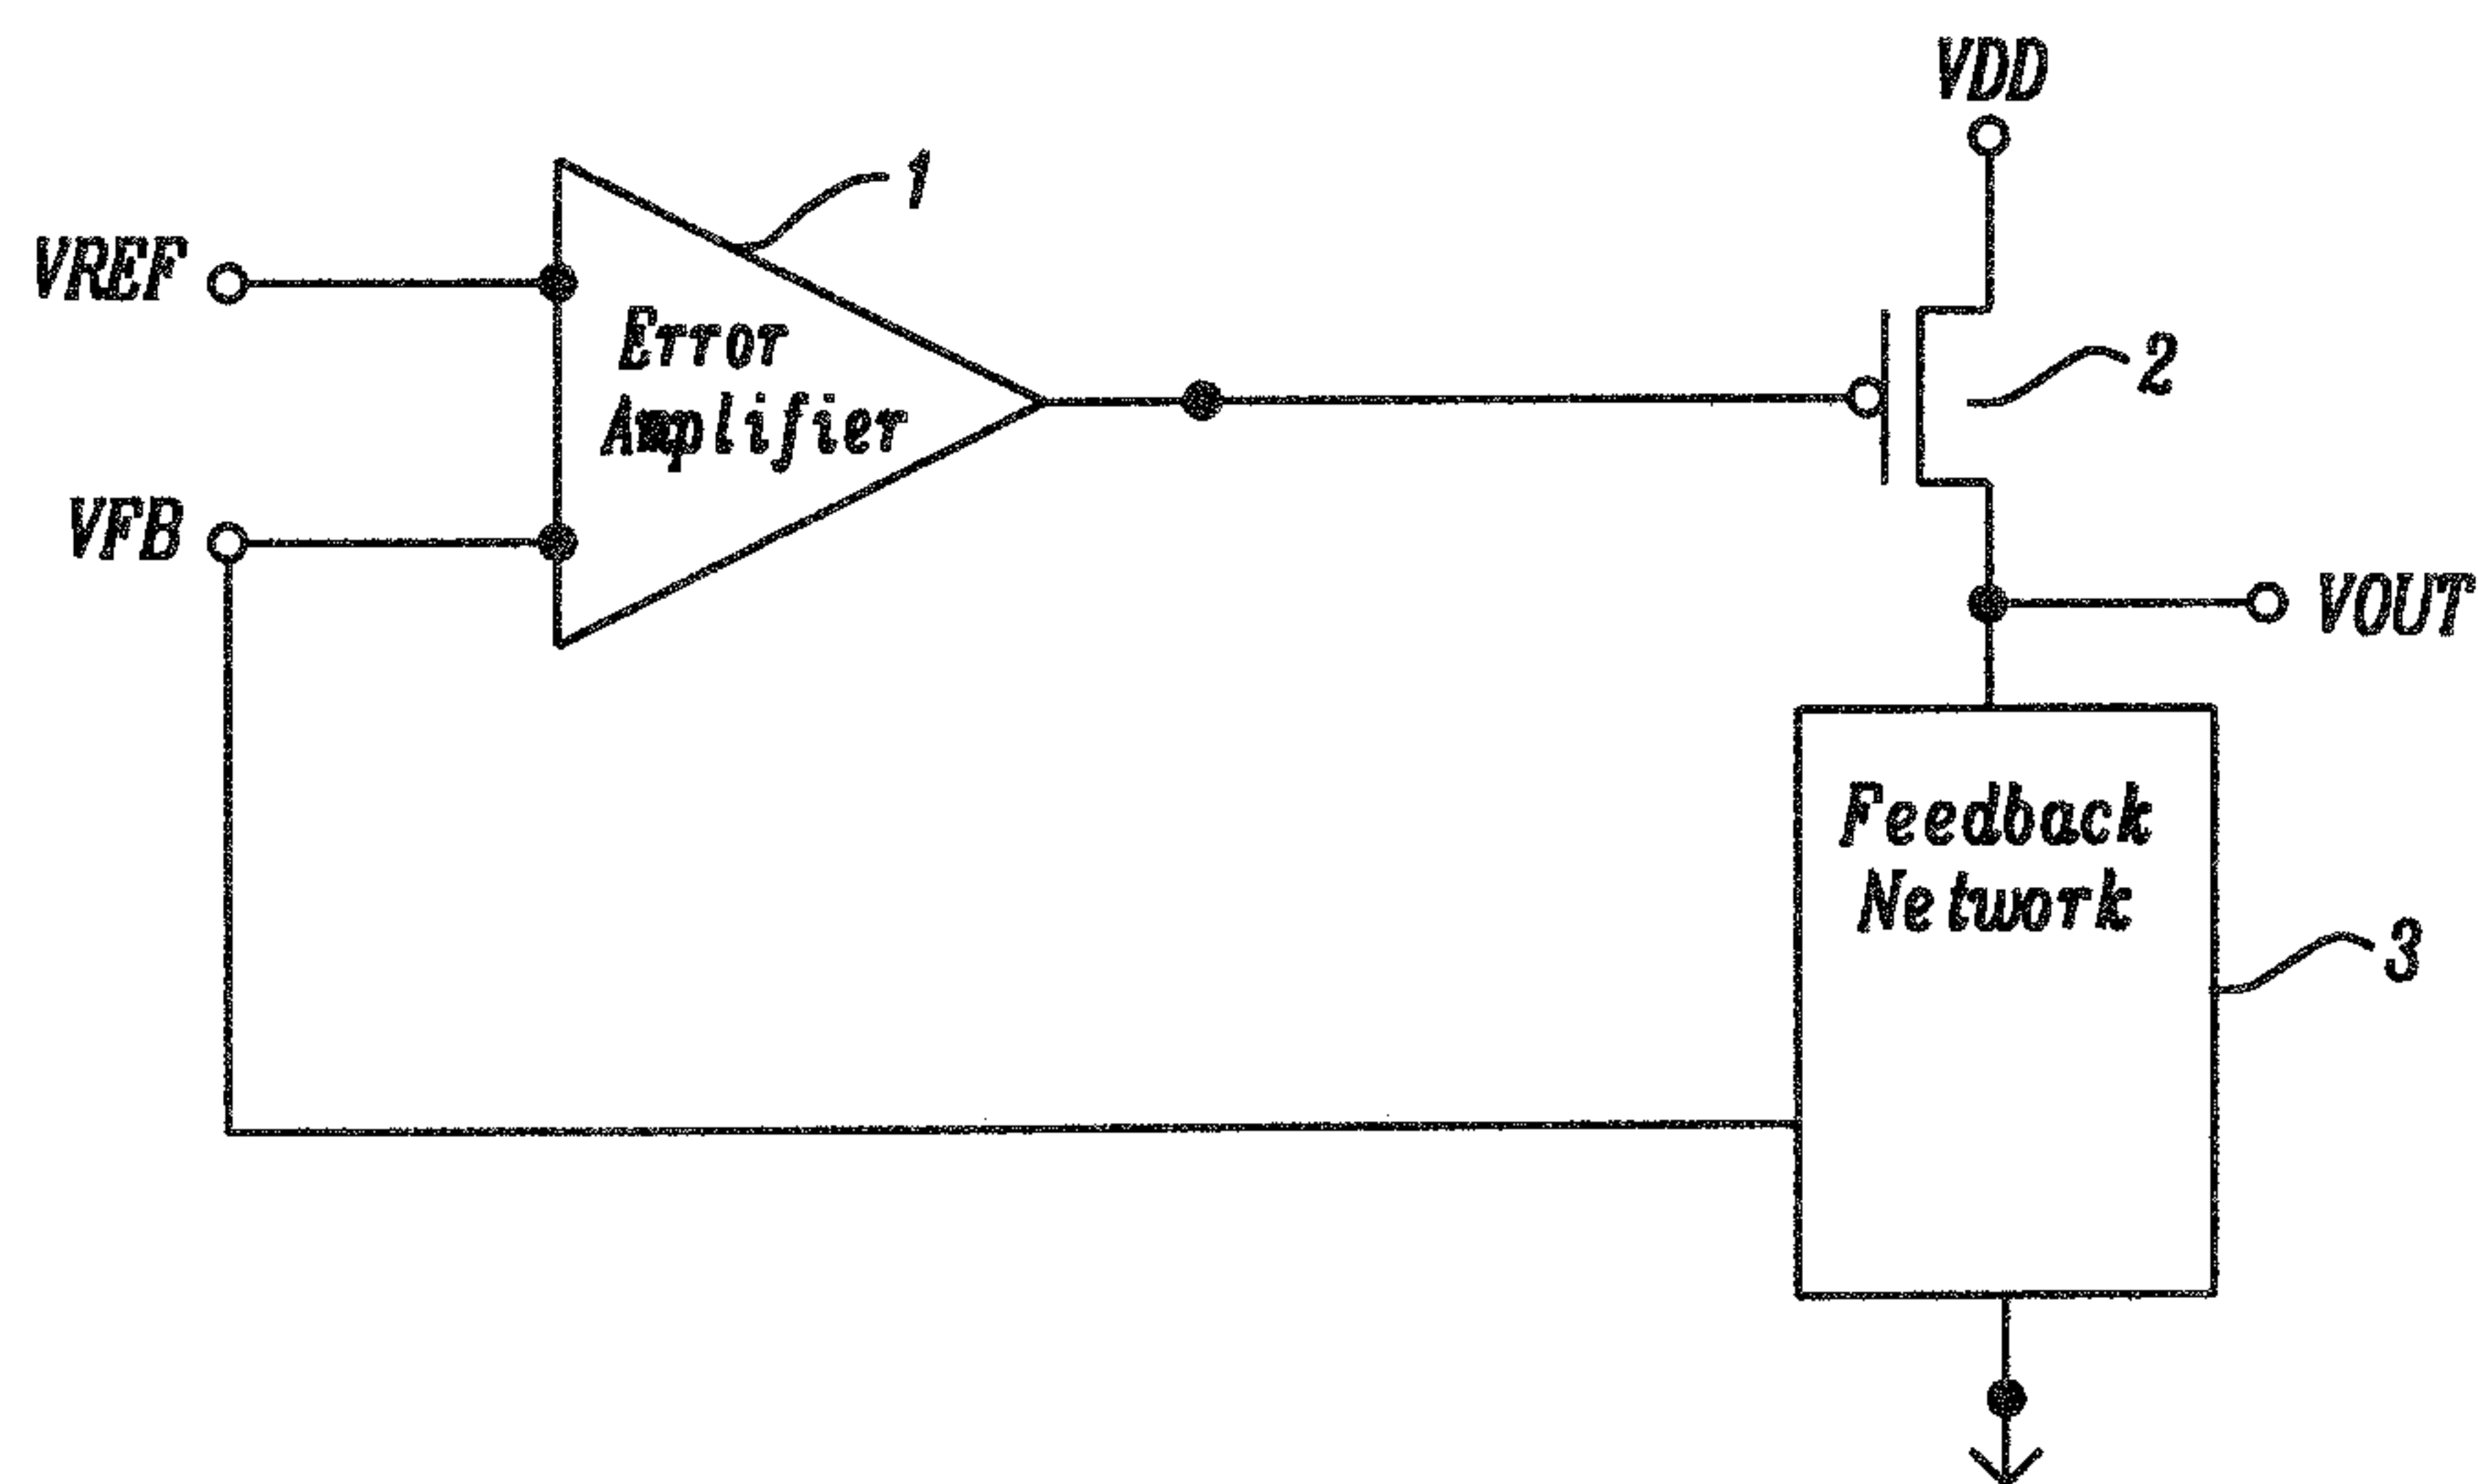 VDD
1
VREF
Error
Amplifier
2
VFB
VOUT
Feedback
Network
3